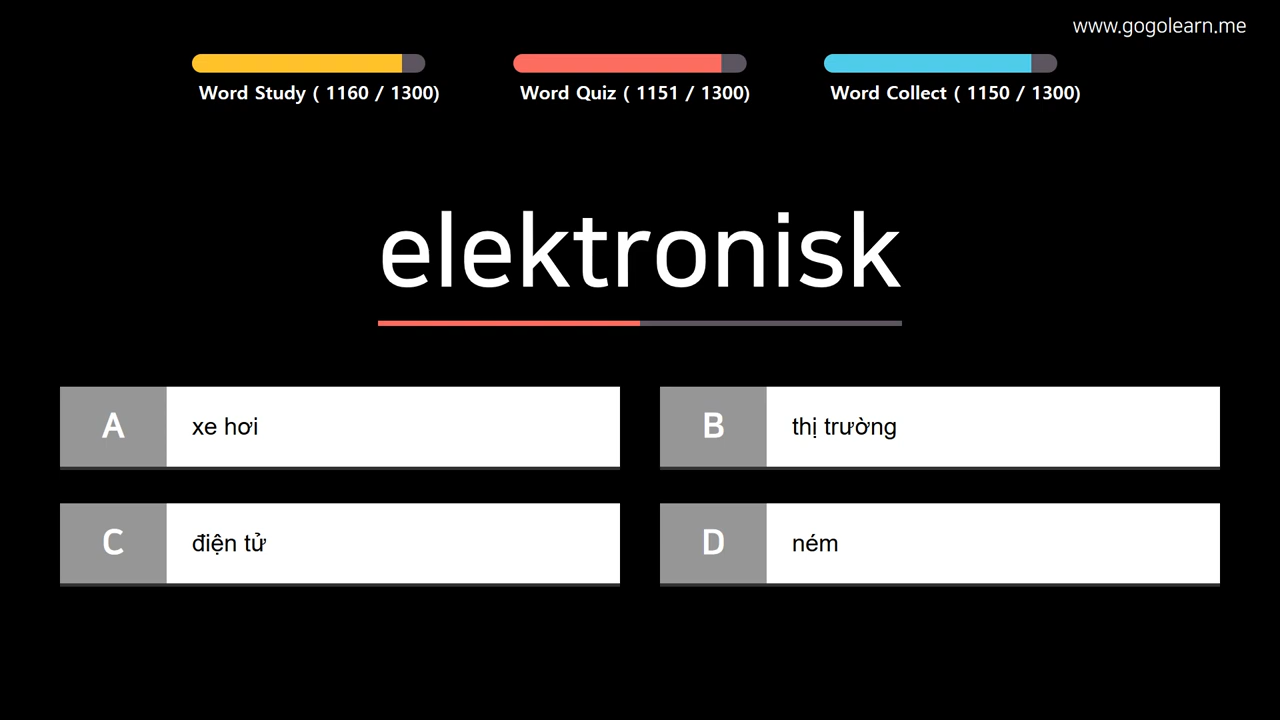 www.gogolearn.me
Word Study ( 1160 / 1300)
Word Quiz ( 1151 / 1300)
Word Collect ( 1150 / 1300)
elektronisk
A
xe hơi
B
thị trường
C
điện tử
D
ném